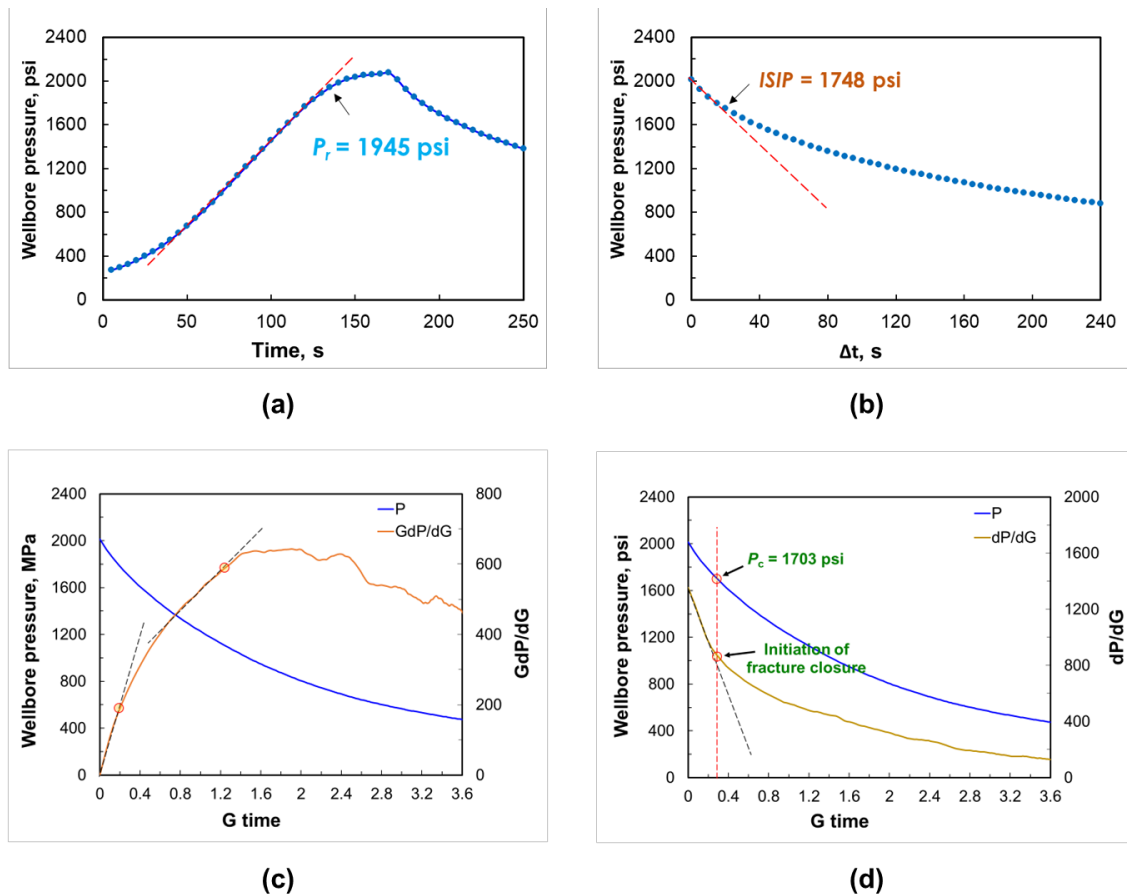 2400
2000
1600
1200
800
400
0
Wellbore pressure, psi
P_r = 1945 psi
0 50 100 150 200 250
Time, s
(a)
2400
2000
1600
1200
800
400
0
Wellbore pressure, psi
ISIP = 1748 psi
0 40 80 120 160 200 240
Δt, s
(b)
2400
2000
1600
1200
800
400
0
Wellbore pressure, MPa
P
GdP/dG
800
600
400
200
0
GdP/dG
0 0.4 0.8 1.2 1.6 2 2.4 2.8 3.2 3.6
G time
(c)
2400
2000
1600
1200
800
400
0
Wellbore pressure, psi
P
dP/dG
P_c = 1703 psi
Initiation of
fracture closure
2000
1600
1200
800
400
0
dP/dG
0 0.4 0.8 1.2 1.6 2 2.4 2.8 3.2 3.6
G time
(d)